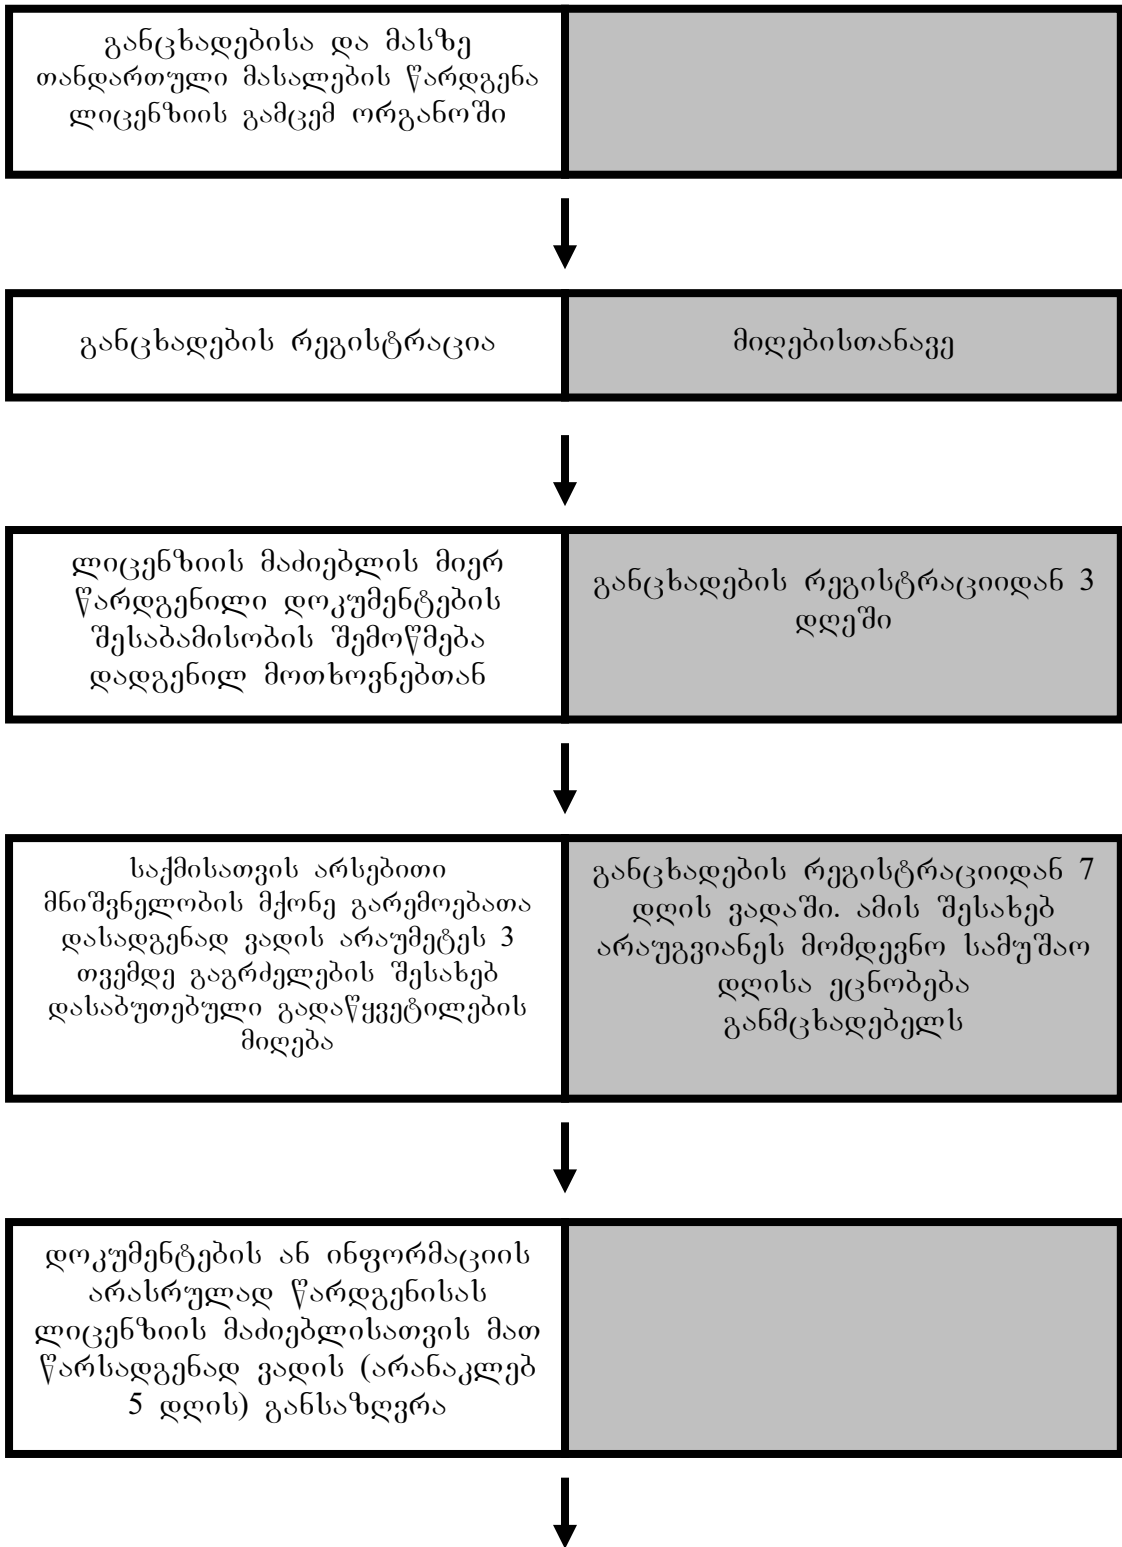 განცხადებისა და მასზე
თანდართული მასალების წარდგენა
ლიცენზიის გამცემ ორგანოში
განცხადების რეგისტრაცია
მიღებისთანავე
ლიცენზიის მაძიებლის მიერ
წარდგენილი დოკუმენტების
შესაბამისობის შემოწმება
დადგენილ მოთხოვნებთან
განცხადების რეგისტრაციიდან 3
დღეში
საქმისათვის არსებითი
მნიშვნელობის მქონე გარემოებათა
დასადგენად ვადის არაუმეტეს 3
თვემდე გაგრძელების შესახებ
დასაბუთებული გადაწყვეტილების
მიღება
განცხადების რეგისტრაციიდან 7
დღის ვადაში. ამის შესახებ
არაუგვიანეს მომდევნო სამუშაო
დღისა ეცნობება
განმცხადებელს
დოკუმენტების ან ინფორმაციის
არასრულად წარდგენისას
ლიცენზიის მაძიებლისათვის მათ
წარსადგენად ვადის (არანაკლებ
5 დღის) განსაზღვრა